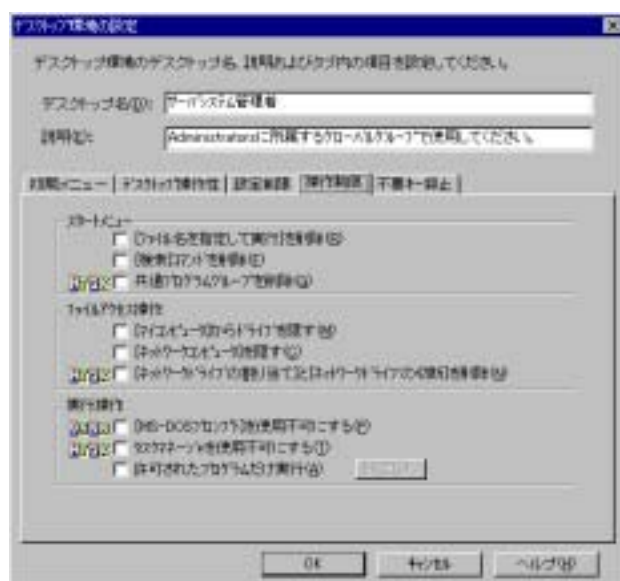 デスクトップ環境の設定
デスクトップ環境のデスクトップ名、説明およびタブ内の項目を設定してください。
デスクトップ名(D): サーバシステム管理者
説明(E): Administratorsに所属するグローバルグループで使用してください。
初期メニュー デスクトップ操作性 設定制限 操作制限 不要キー抑止
スタートメニュー
[ファイル名を指定して実行]を削除(S)
[検索]コマンドを削除(E)
共通プログラムグループを削除(G)
ファイルアクセス操作
[マイコンピュータ]からドライブを隠す(M)
[ネットワークコンピュータ]を隠す(C)
[ネットワークドライブの割り当て]と[ネットワークドライブの切断]を削除(W)
実行操作
[MS-DOSプロンプト]を使用不可にする(P)
タスクマネージャを使用不可にする(T)
許可されたプログラムだけ実行(A)
OK キャンセル ヘルプ(H)